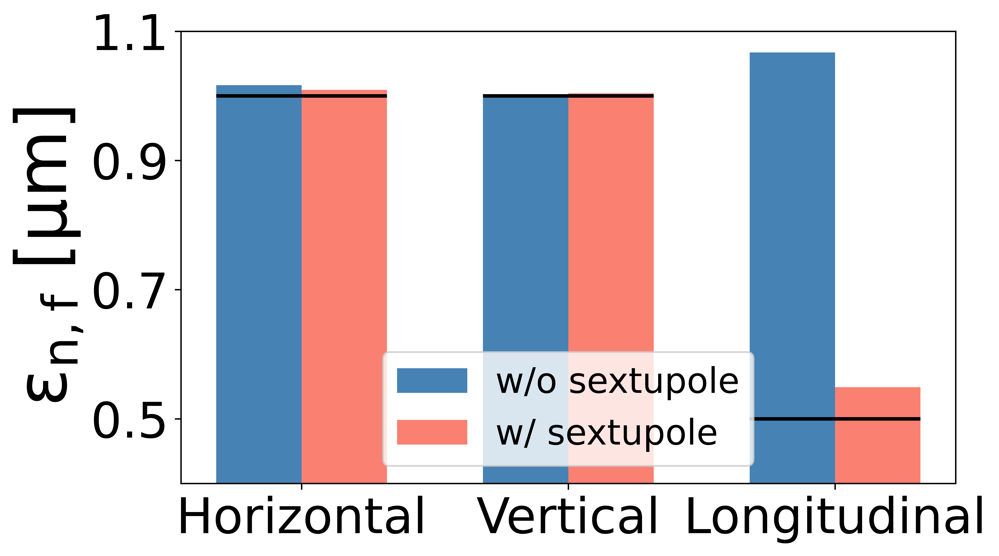 1.1
0.9
0.7
0.5
εn, f [µm]
w/o sextupole
w/ sextupole
Horizontal Vertical Longitudinal